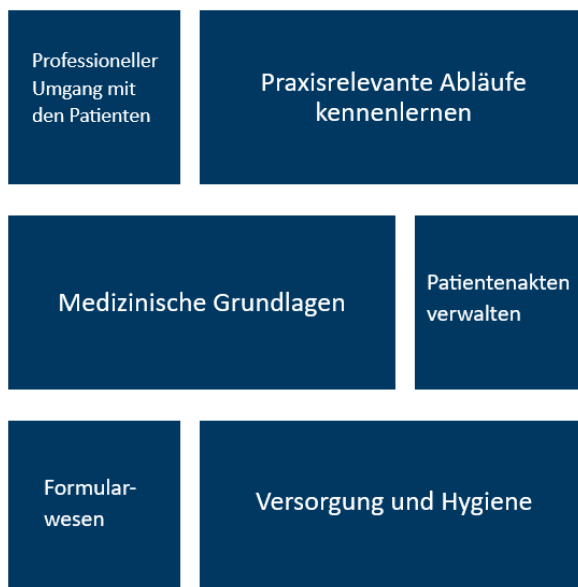 Professioneller
Umgang mit
den Patienten
Praxisrelevante Abläufe
kennenlernen
Medizinische Grundlagen
Patientenakten
verwalten
Formular-
wesen
Versorgung und Hygiene